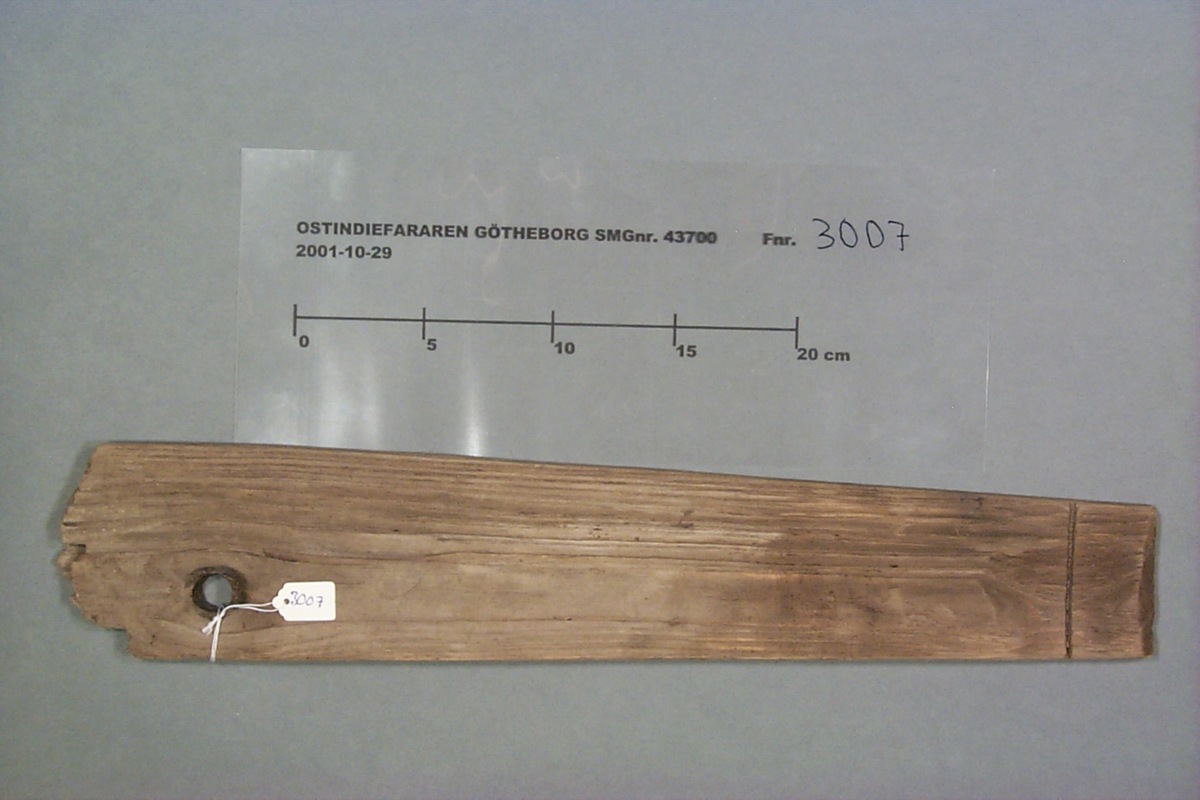 OSTINDIEFARAREN GÖTHEBORG SMGnr. 43700 Fnr. 3007
2001-10-29
0 5 10 15 20 cm
3007